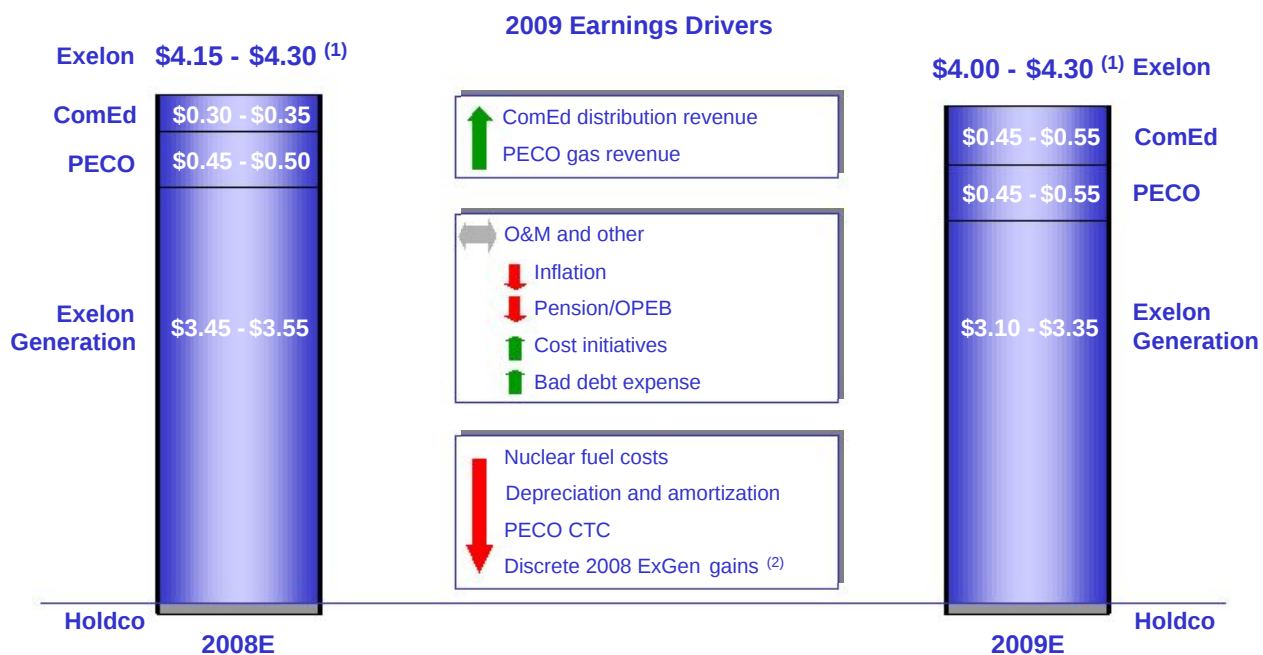 2009 Earnings Drivers
Exelon $4.15 - $4.30 (1)
ComEd $0.30 - $0.35
PECO $0.45 - $0.50
Exelon
Generation
$3.45 - $3.55
Holdco
2008E
ComEd distribution revenue
PECO gas revenue
O&M and other
Inflation
Pension/OPEB
Cost initiatives
Bad debt expense
Nuclear fuel costs
Depreciation and amortization
PECO CTC
Discrete 2008 ExGen gains (2)
$4.00 - $4.30 (1) Exelon
$0.45 - $0.55 ComEd
$0.45 - $0.55 PECO
$3.10 - $3.35
Exelon
Generation
Holdco
2009E